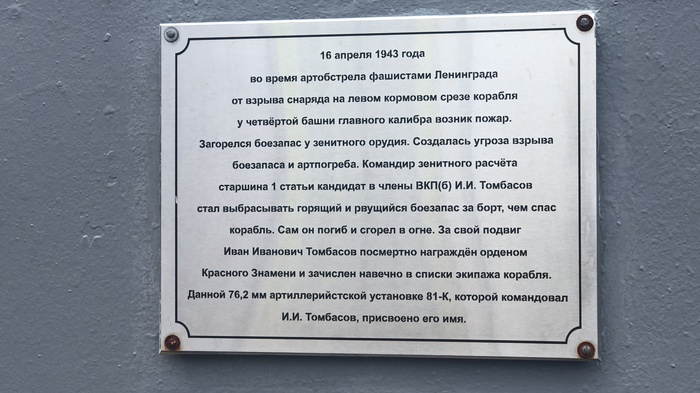 16 апреля 1943 года
во время артобстрела фашистами Ленинграда
от взрыва снаряда на левом кормовом срезе корабля
у четвёртой башни главного калибра возник пожар.
Загорелся боезапас у зенитного орудия. Создалась угроза взрыва
боезапаса и артпогреба. Командир зенитного расчёта
старшина 1 статьи кандидат в члены ВКП(б) И.И. Томбасов
стал выбрасывать горящий и рвущийся боезапас за борт, чем спас
корабль. Сам он погиб и сгорел в огне. За свой подвиг
Иван Иванович Томбасов посмертно награждён орденом
Красного Знамени и зачислен навечно в списки экипажа корабля.
Данной 76,2 мм артиллерийстской установке 81-К, которой командовал
И.И. Томбасов, присвоено его имя.